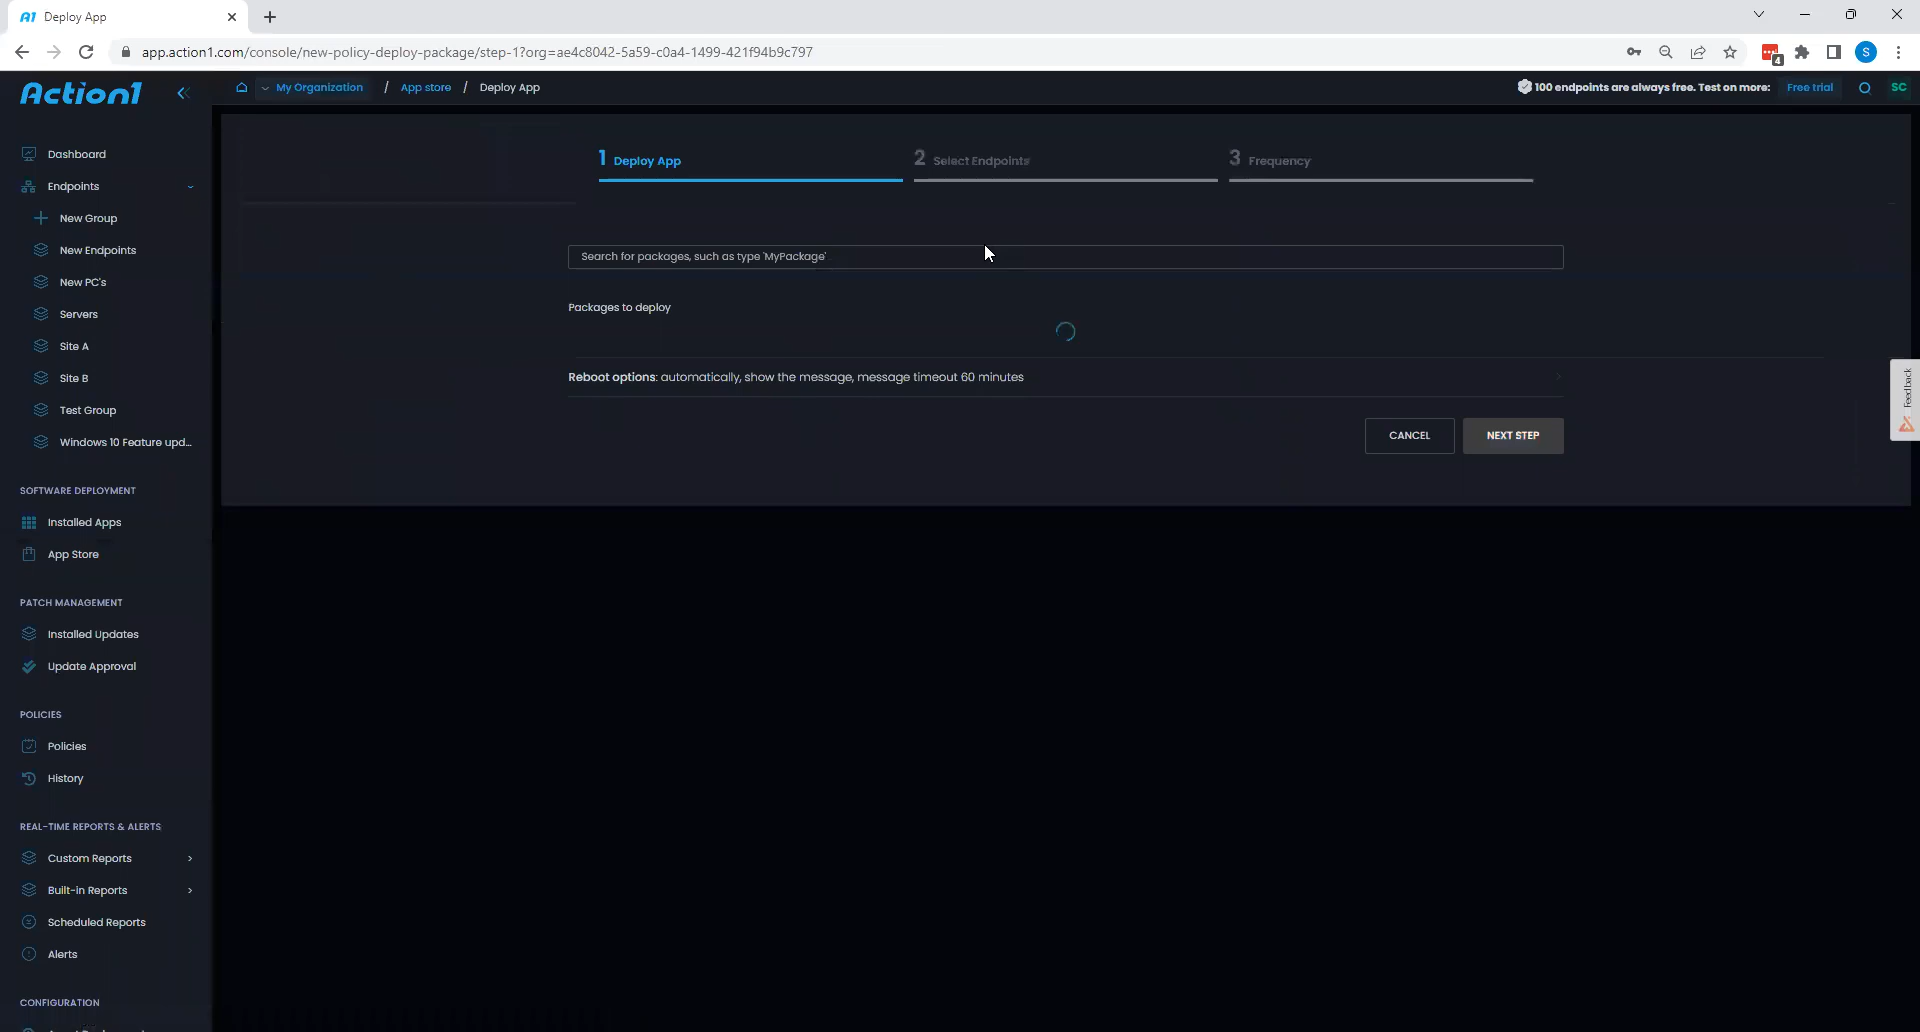 Deploy App
app.action1.com/console/new-policy-deploy-package/step-1?org=ae4c8042-5a59-c0a4-1499-421f94b9c797
4
S
Action1
My Organization / App store / Deploy App
100 endpoints are always free. Test on more: Free trial
SC
Dashboard
Endpoints
New Group
New Endpoints
New PC's
Servers
Site A
Site B
Test Group
Windows 10 Feature upd...
SOFTWARE DEPLOYMENT
Installed Apps
App Store
PATCH MANAGEMENT
Installed Updates
Update Approval
POLICIES
Policies
History
REAL-TIME REPORTS & ALERTS
Custom Reports
Built-in Reports
Scheduled Reports
Alerts
CONFIGURATION
1 Deploy App
2 Select Endpoints
3 Frequency
Search for packages, such as type 'MyPackage'
Packages to deploy
Reboot options: automatically, show the message, message timeout 60 minutes
CANCEL
NEXT STEP
Feedback